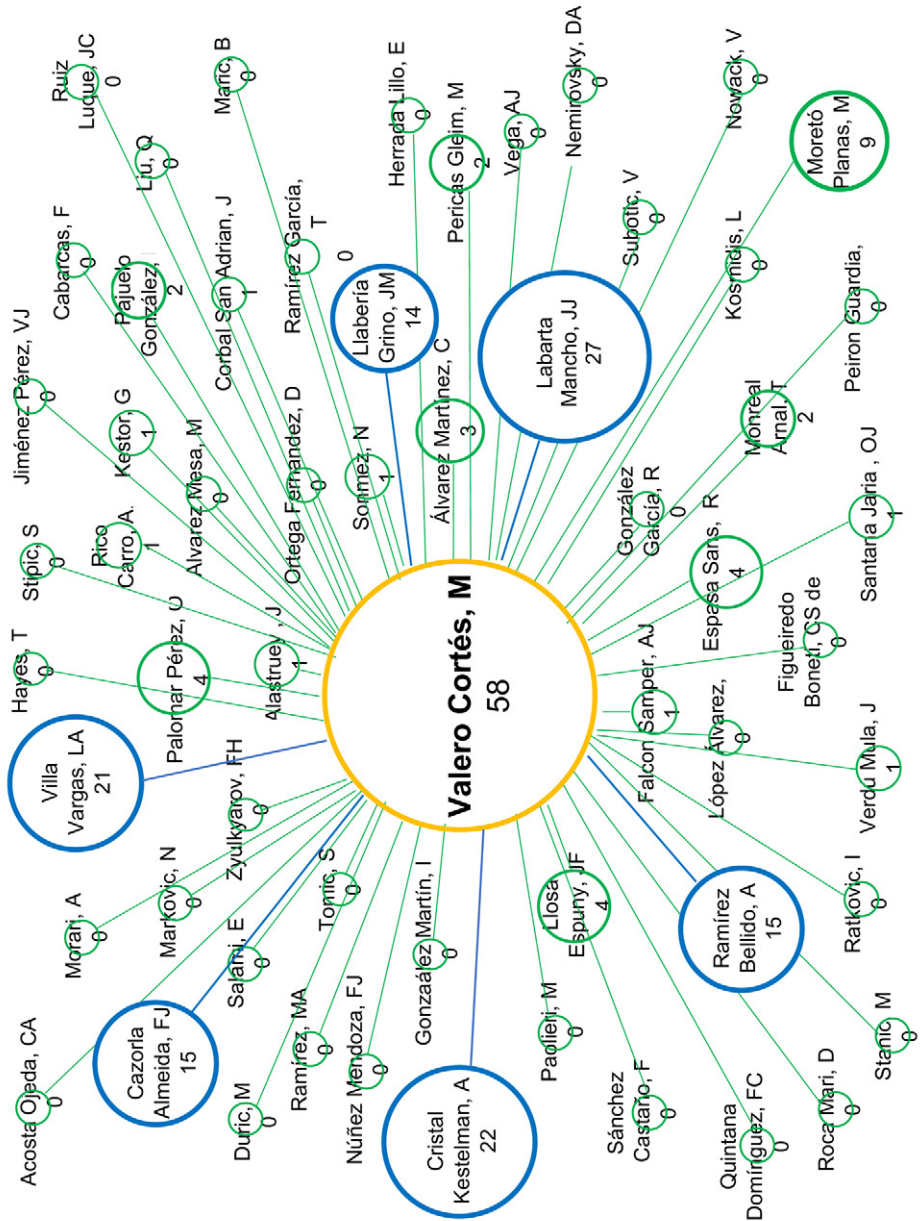 Sánchez
Castaño, F
0
Quintana
Domínguez, FC
0
Roca Mari, D
0
Stanic, M
0
Paolieri, M
0
Llosa
Espuny, JF
4
Ramírez
Bellido, A
15
Ratkovic, I
0
Verdu Mula, J
1
López Álvarez,
0
Falcon Samper, AJ
1
Figueiredo
Boneti, CS de
0
Santana Jaria , OJ
1
Espasa Sans, R
4
González
García, R
0
Monreal
Arnal, T
2
Peiron Guardia,
0
Kosmidis, L
0
Moretó
Planas, M
9
Cristal
Kestelman, A
22
Gonzaález Martín, I
0
Núñez Mendoza, FJ
0
Ramírez, MA
0
Duric, M
0
Tomic, S
0
Salami, E
0
Cazorla
Almeida, FJ
15
Acosta Ojeda, CA
0
Morari, A
0
Markovic, N
0
Zyulkyarov, FH
0
Villa
Vargas, LA
21
Hayes, T
0
Palomar Pérez, O
4
Alastruey , J
1
Stipic, S
0
Rico
Carro, A.
1
Jiménez Pérez, VJ
0
Kestor, G
1
Alvarez Mesa, M
0
Cabarcas, F
0
Pajuelo
González,
2
Ortega Fernandez, D
0
Corbal San Adrian, J
1
Liu, Q
0
Ruiz
Luque, JC
0
Sonmez, N
1
Ramírez García,
T
0
Maric, B
0
Valero Cortés, M
58
Llabería
Grino, JM
14
Herrada Lillo, E
0
Álvarez Martínez, C
3
Pericas Gleim, M
2
Vega, AJ
0
Labarta
Mancho, JJ
27
Nemirovsky, DA
0
Subotic, V
0
Nowack, V
0